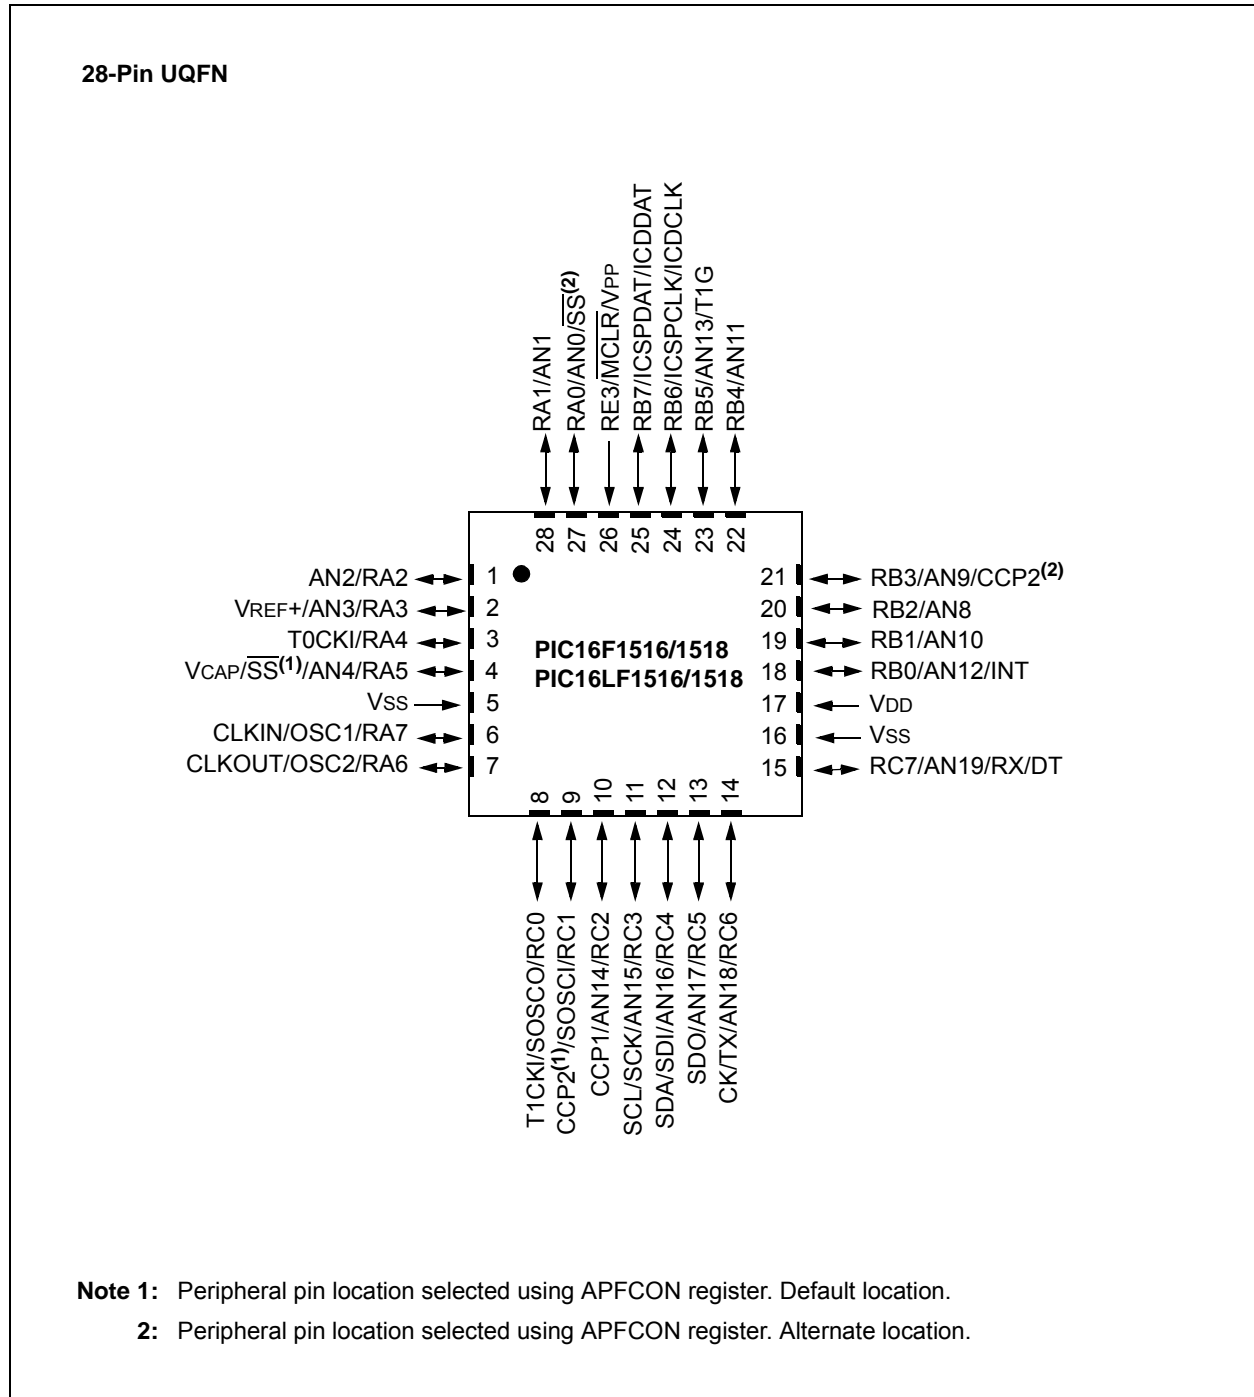 28-Pin UQFN
RA1/AN1
RA0/AN0/SS(2)
RE3/MCLR/VPP
RB7/ICSPDAT/ICDDAT
RB6/ICSPCLK/ICDCLK
RB5/AN13/T1G
RB4/AN11
28
27
26
25
24
23
22
AN2/RA2
1
VREF+/AN3/RA3
2
T0CKI/RA4
3
VCAP/SS(1)/AN4/RA5
4
VSS
5
CLKIN/OSC1/RA7
6
CLKOUT/OSC2/RA6
7
PIC16F1516/1518
PIC16LF1516/1518
21
RB3/AN9/CCP2(2)
20
RB2/AN8
19
RB1/AN10
18
RB0/AN12/INT
17
VDD
16
VSS
15
RC7/AN19/RX/DT
8
9
10
11
12
13
14
T1CKI/SOSCO/RC0
CCP2(1)/SOSCI/RC1
CCP1/AN14/RC2
SCL/SCK/AN15/RC3
SDA/SDI/AN16/RC4
SDO/AN17/RC5
CK/TX/AN18/RC6
Note 1: Peripheral pin location selected using APFCON register. Default location.
2: Peripheral pin location selected using APFCON register. Alternate location.